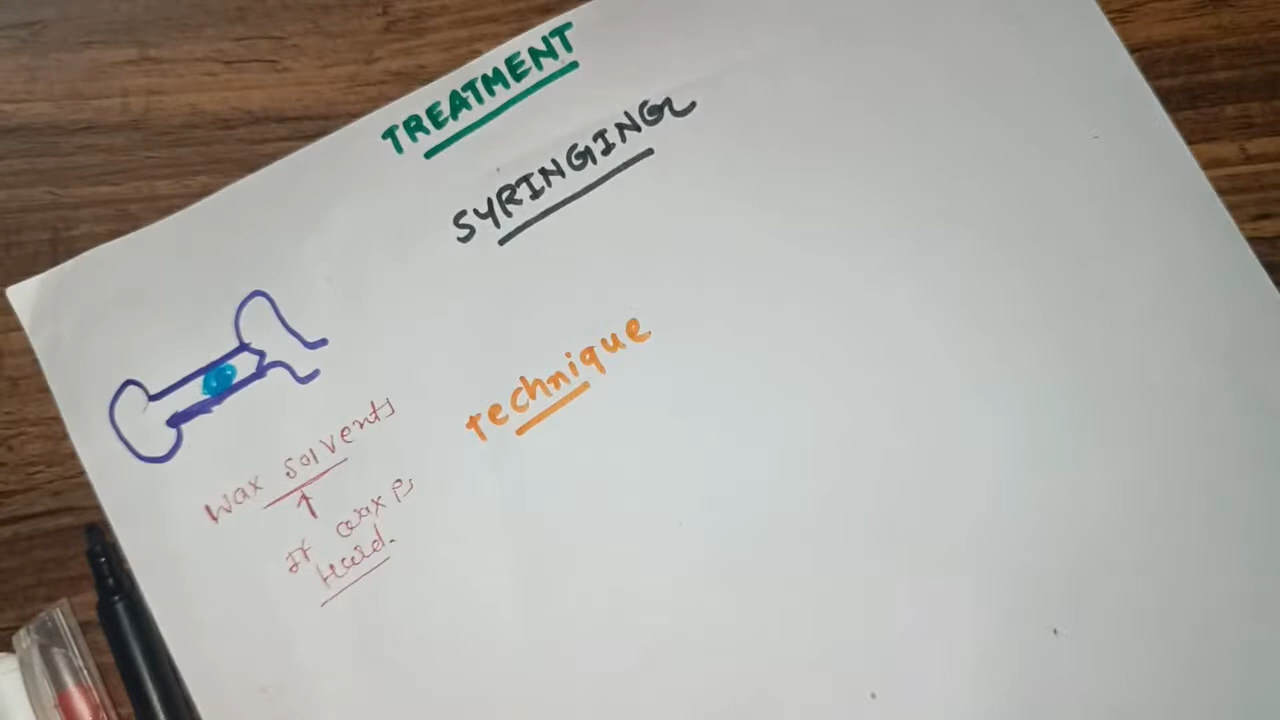 TREATMENT
SYRINGING
Technique
Wax solvents
↑
If wax is
Hard.